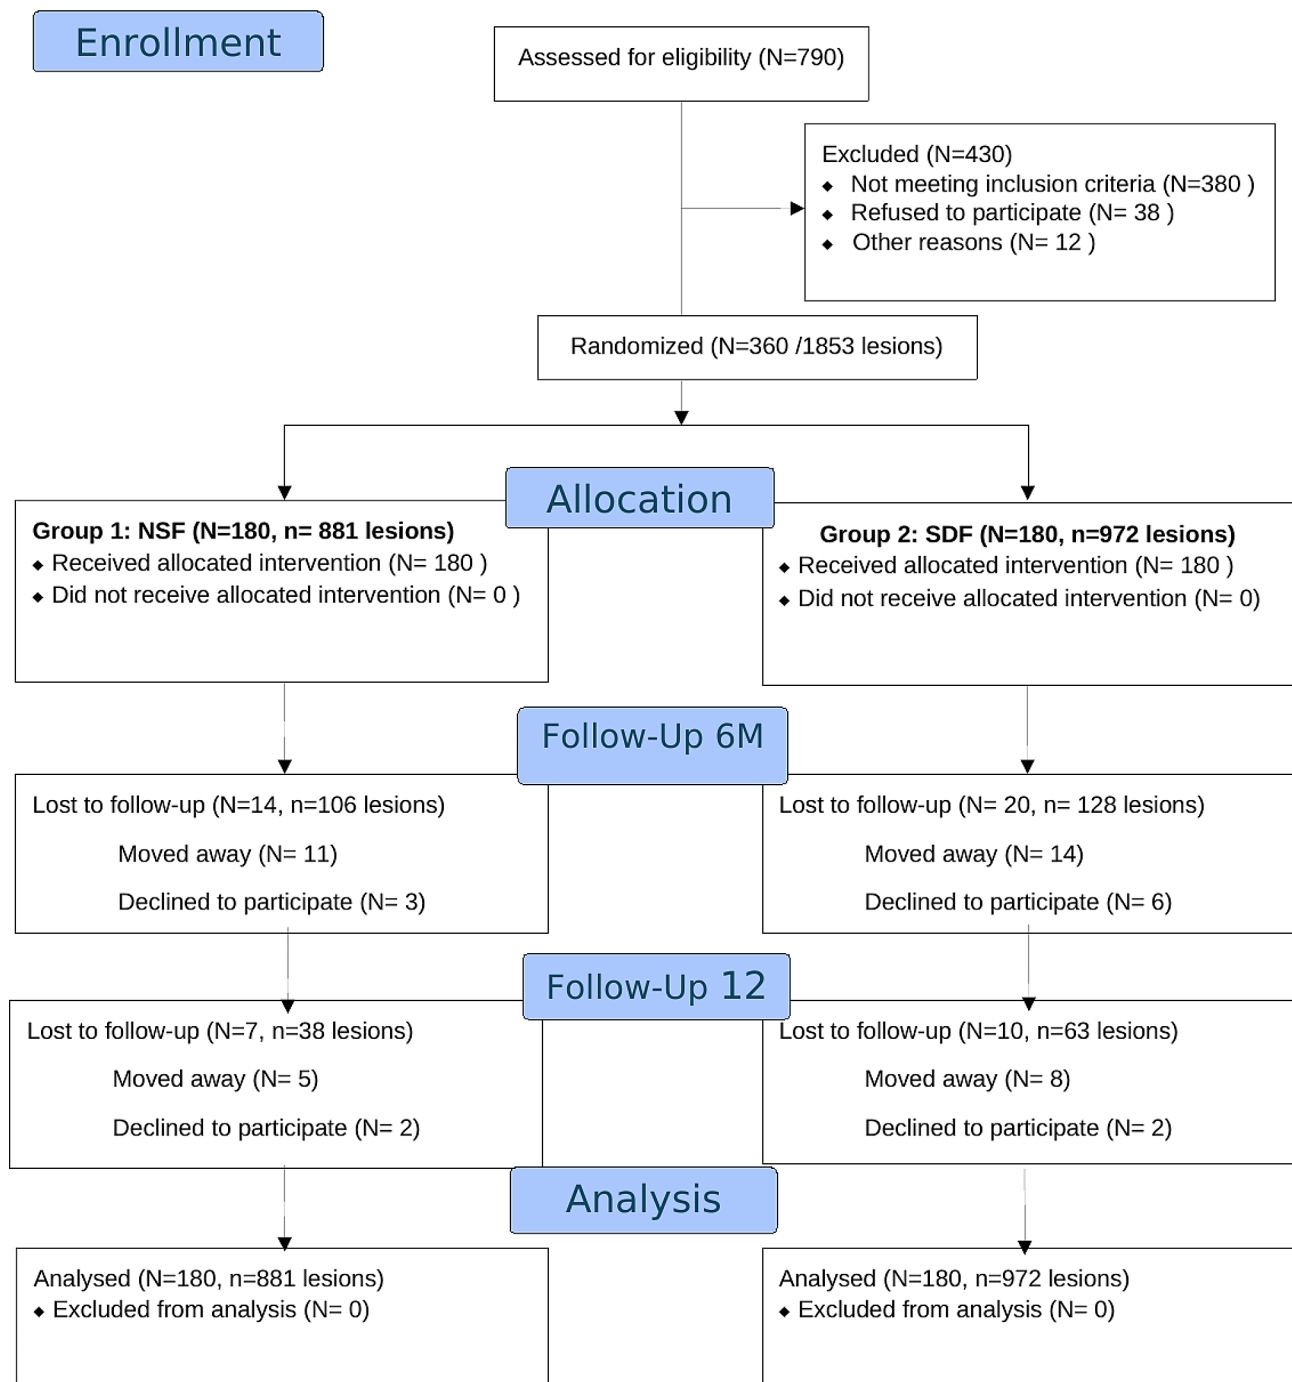 Enrollment
Assessed for eligibility (N=790)
Excluded (N=430)
◆ Not meeting inclusion criteria (N=380 )
◆ Refused to participate (N= 38 )
◆ Other reasons (N= 12 )
Randomized (N=360 /1853 lesions)
Allocation
Group 1: NSF (N=180, n= 881 lesions)
◆ Received allocated intervention (N= 180 )
◆ Did not receive allocated intervention (N= 0 )
Group 2: SDF (N=180, n=972 lesions)
◆ Received allocated intervention (N= 180 )
◆ Did not receive allocated intervention (N= 0)
Follow-Up 6M
Lost to follow-up (N=14, n=106 lesions)
Moved away (N= 11)
Declined to participate (N= 3)
Lost to follow-up (N= 20, n= 128 lesions)
Moved away (N= 14)
Declined to participate (N= 6)
Follow-Up 12
Lost to follow-up (N=7, n=38 lesions)
Moved away (N= 5)
Declined to participate (N= 2)
Lost to follow-up (N=10, n=63 lesions)
Moved away (N= 8)
Declined to participate (N= 2)
Analysis
Analysed (N=180, n=881 lesions)
◆ Excluded from analysis (N= 0)
Analysed (N=180, n=972 lesions)
◆ Excluded from analysis (N= 0)